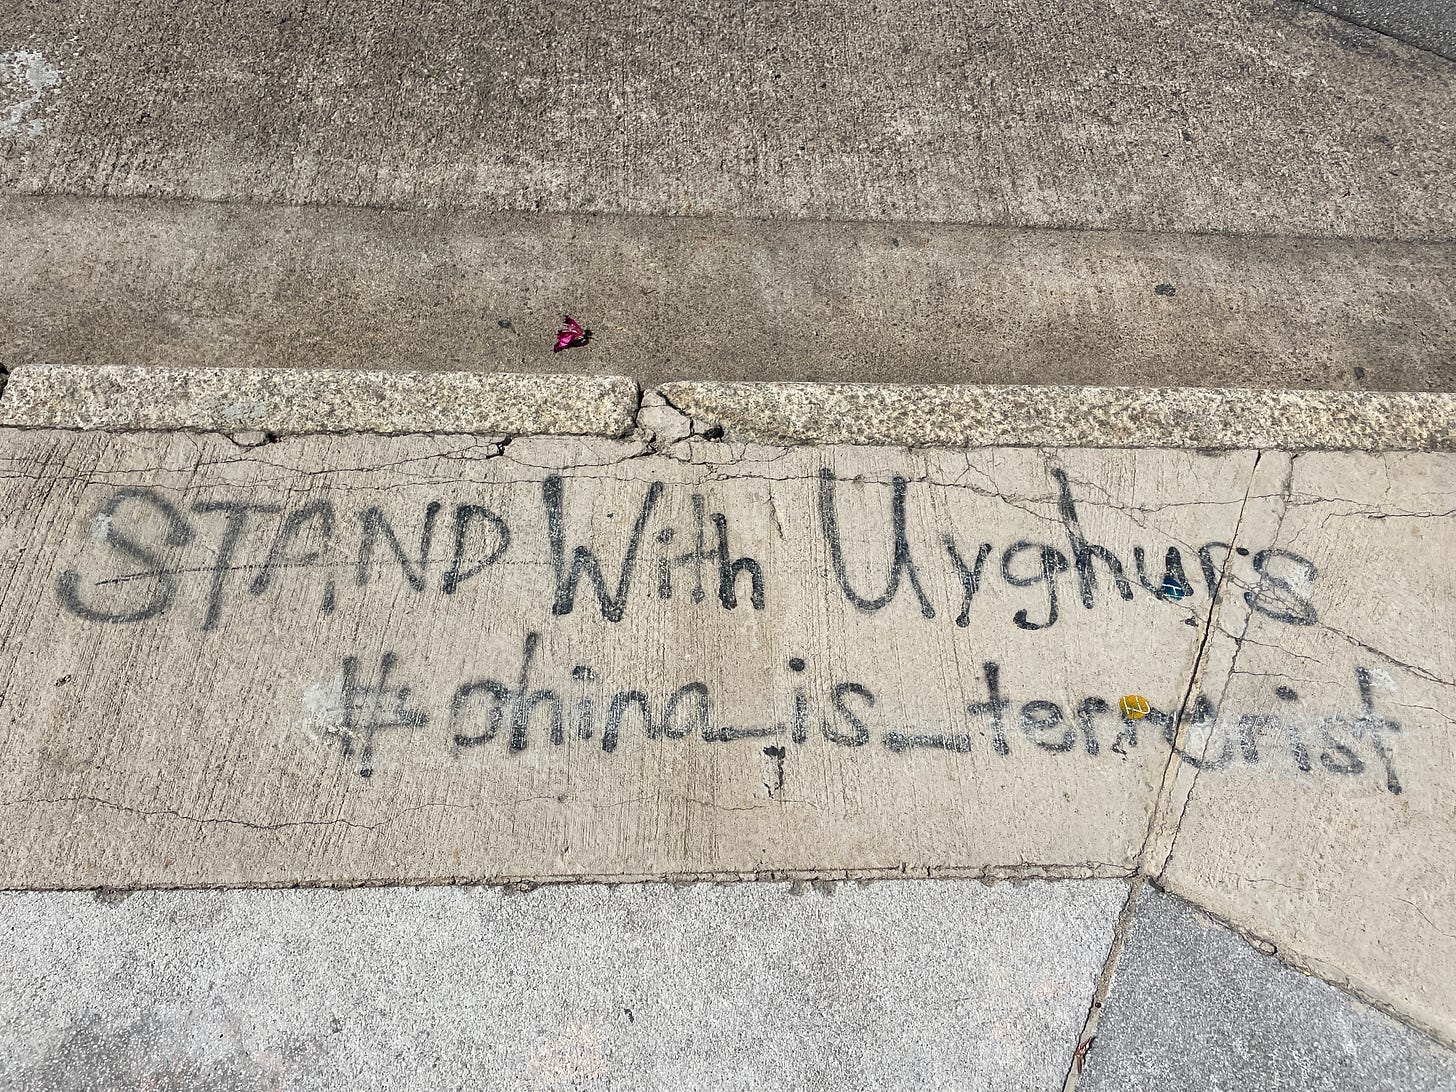 STAND With Uyghurs
#china_is_terrorist